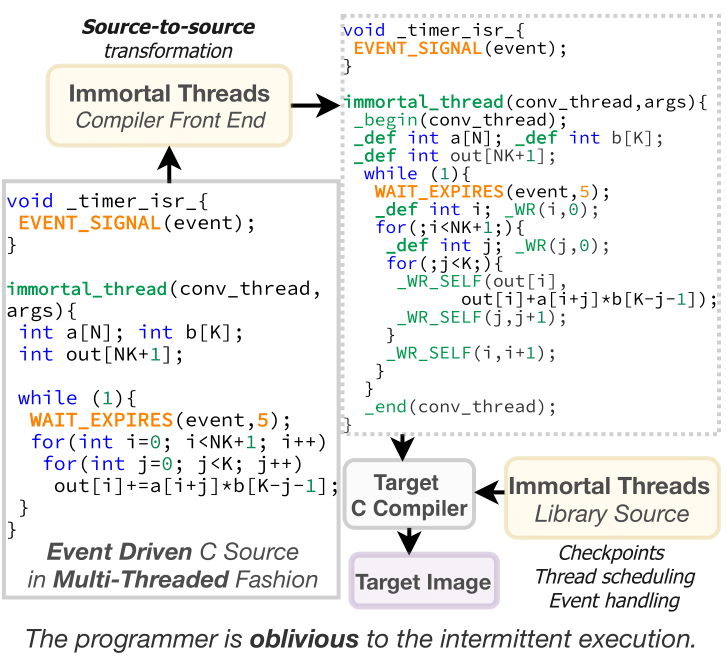 Source-to-source
transformation
Immortal Threads
Compiler Front End
void _timer_isr_{
EVENT_SIGNAL(event);
}
immortal_thread(conv_thread,
args){
int a[N]; int b[K];
int out[NK+1];
while (1){
WAIT_EXPIRES(event,5);
for(int i=0; i<NK+1; i++)
for(int j=0; j<K; j++)
out[i]+=a[i+j]*b[K-j-1];
}
}
Event Driven C Source
in Multi-Threaded Fashion
void _timer_isr_{
EVENT_SIGNAL(event);
}
immortal_thread(conv_thread,args){
_begin(conv_thread);
_def int a[N]; _def int b[K];
_def int out[NK+1];
while (1){
WAIT_EXPIRES(event,5);
_def int i; _WR(i,0);
for(;i<NK+1;){
_def int j; _WR(j,0);
for(;j<K;){
_WR_SELF(out[i],
out[i]+a[i+j]*b[K-j-1]);
_WR_SELF(j,j+1);
}
_WR_SELF(i,i+1);
}
}
_end(conv_thread);
}
Target
C Compiler
Immortal Threads
Library Source
Checkpoints
Thread scheduling
Event handling
Target Image
The programmer is oblivious to the intermittent execution.